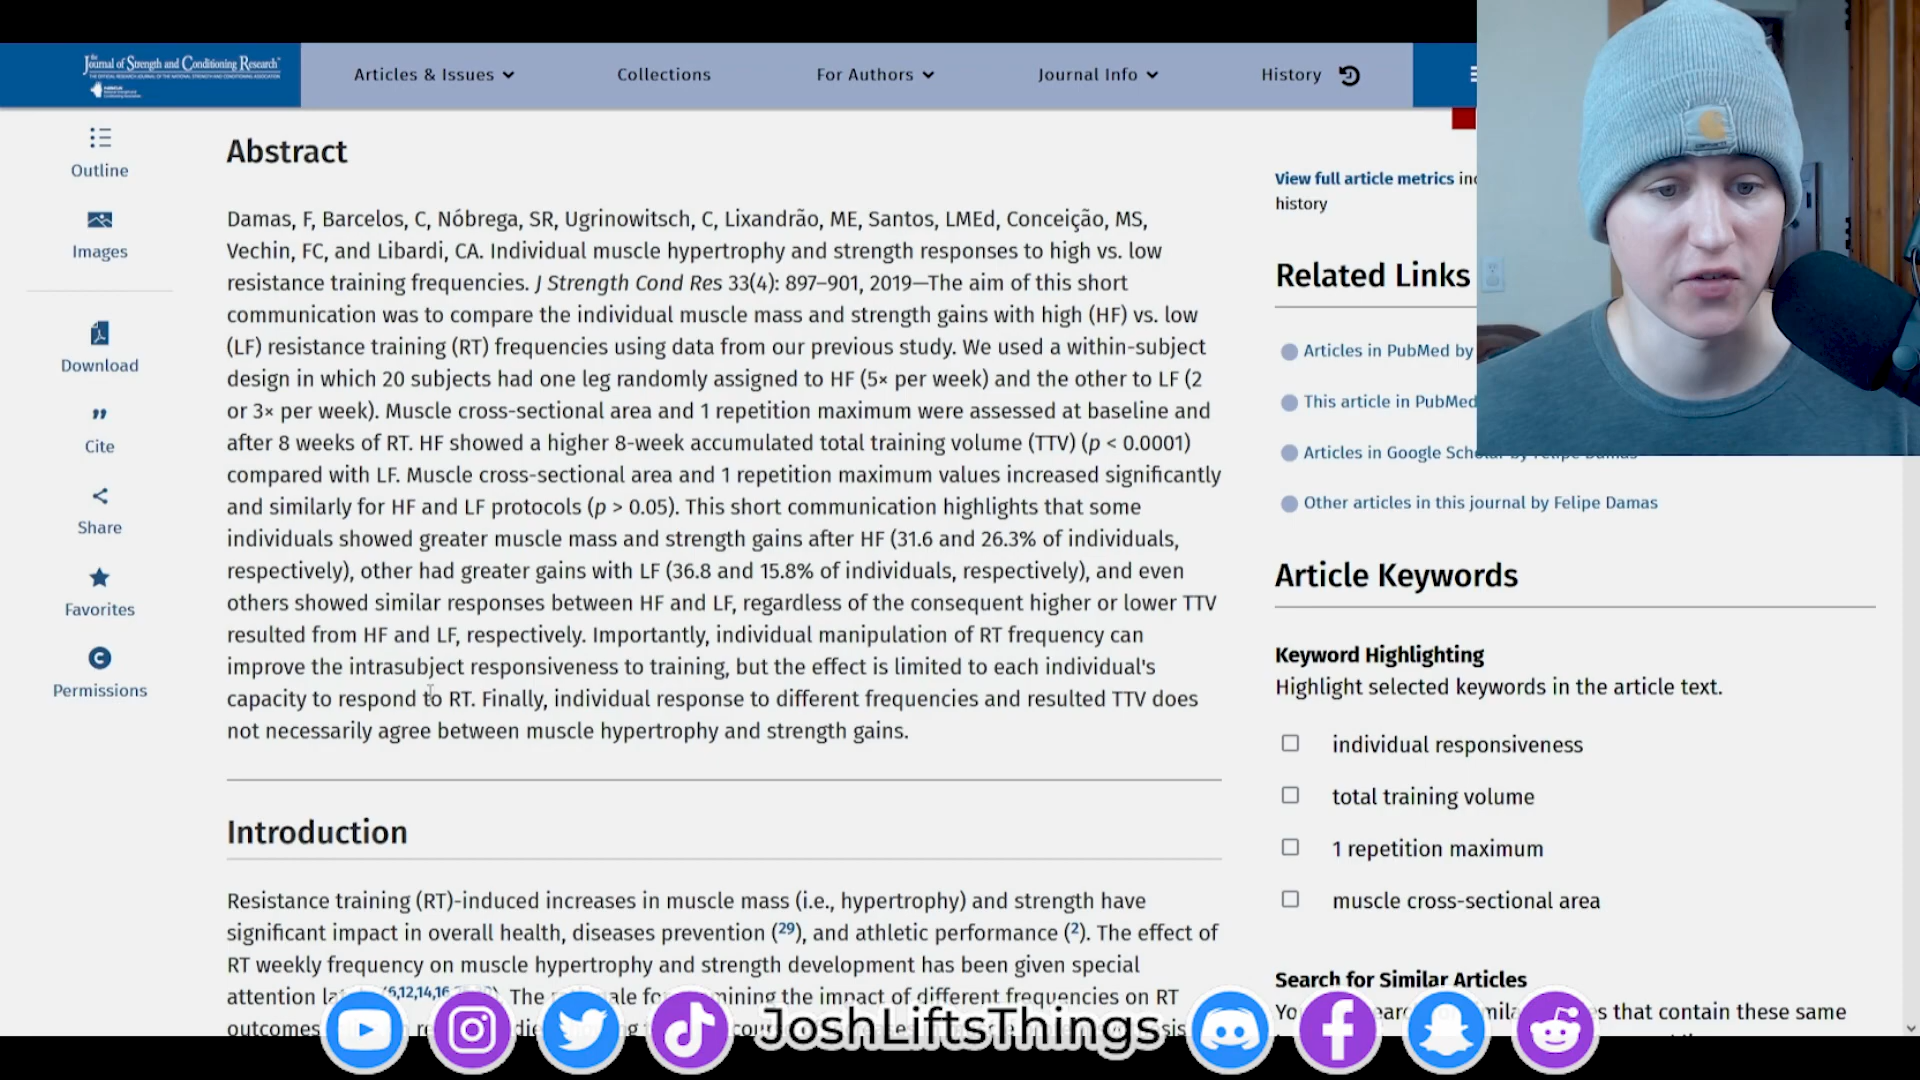 the Journal of Strength and Conditioning Research
Articles & Issues
Collections
For Authors
Journal Info
History
Outline
Images
Download
Cite
Share
Favorites
Permissions
Abstract
Damas, F, Barcelos, C, Nóbrega, SR, Ugrinowitsch, C, Lixandrão, ME, Santos, LMEd, Conceição, MS,
Vechin, FC, and Libardi, CA. Individual muscle hypertrophy and strength responses to high vs. low
resistance training frequencies. J Strength Cond Res 33(4): 897–901, 2019—The aim of this short
communication was to compare the individual muscle mass and strength gains with high (HF) vs. low
(LF) resistance training (RT) frequencies using data from our previous study. We used a within-subject
design in which 20 subjects had one leg randomly assigned to HF (5× per week) and the other to LF (2
or 3× per week). Muscle cross-sectional area and 1 repetition maximum were assessed at baseline and
after 8 weeks of RT. HF showed a higher 8-week accumulated total training volume (TTV) (p < 0.0001)
compared with LF. Muscle cross-sectional area and 1 repetition maximum values increased significantly
and similarly for HF and LF protocols (p > 0.05). This short communication highlights that some
individuals showed greater muscle mass and strength gains after HF (31.6 and 26.3% of individuals,
respectively), other had greater gains with LF (36.8 and 15.8% of individuals, respectively), and even
others showed similar responses between HF and LF, regardless of the consequent higher or lower TTV
resulted from HF and LF, respectively. Importantly, individual manipulation of RT frequency can
improve the intrasubject responsiveness to training, but the effect is limited to each individual's
capacity to respond to RT. Finally, individual response to different frequencies and resulted TTV does
not necessarily agree between muscle hypertrophy and strength gains.
Introduction
Resistance training (RT)-induced increases in muscle mass (i.e., hypertrophy) and strength have
significant impact in overall health, diseases prevention (29), and athletic performance (2). The effect of
RT weekly frequency on muscle hypertrophy and strength development has been given special
attention (6,12,14,16 The impact of different frequencies on RT
outcomes
View full article metrics
history
Related Links
Articles in PubMed by
This article in PubMed
Articles in Google Scholar by Felipe Damas
Other articles in this journal by Felipe Damas
Article Keywords
Keyword Highlighting
Highlight selected keywords in the article text.
individual responsiveness
total training volume
1 repetition maximum
muscle cross-sectional area
Search for Similar Articles
that contain these same
JoshLiftsThings